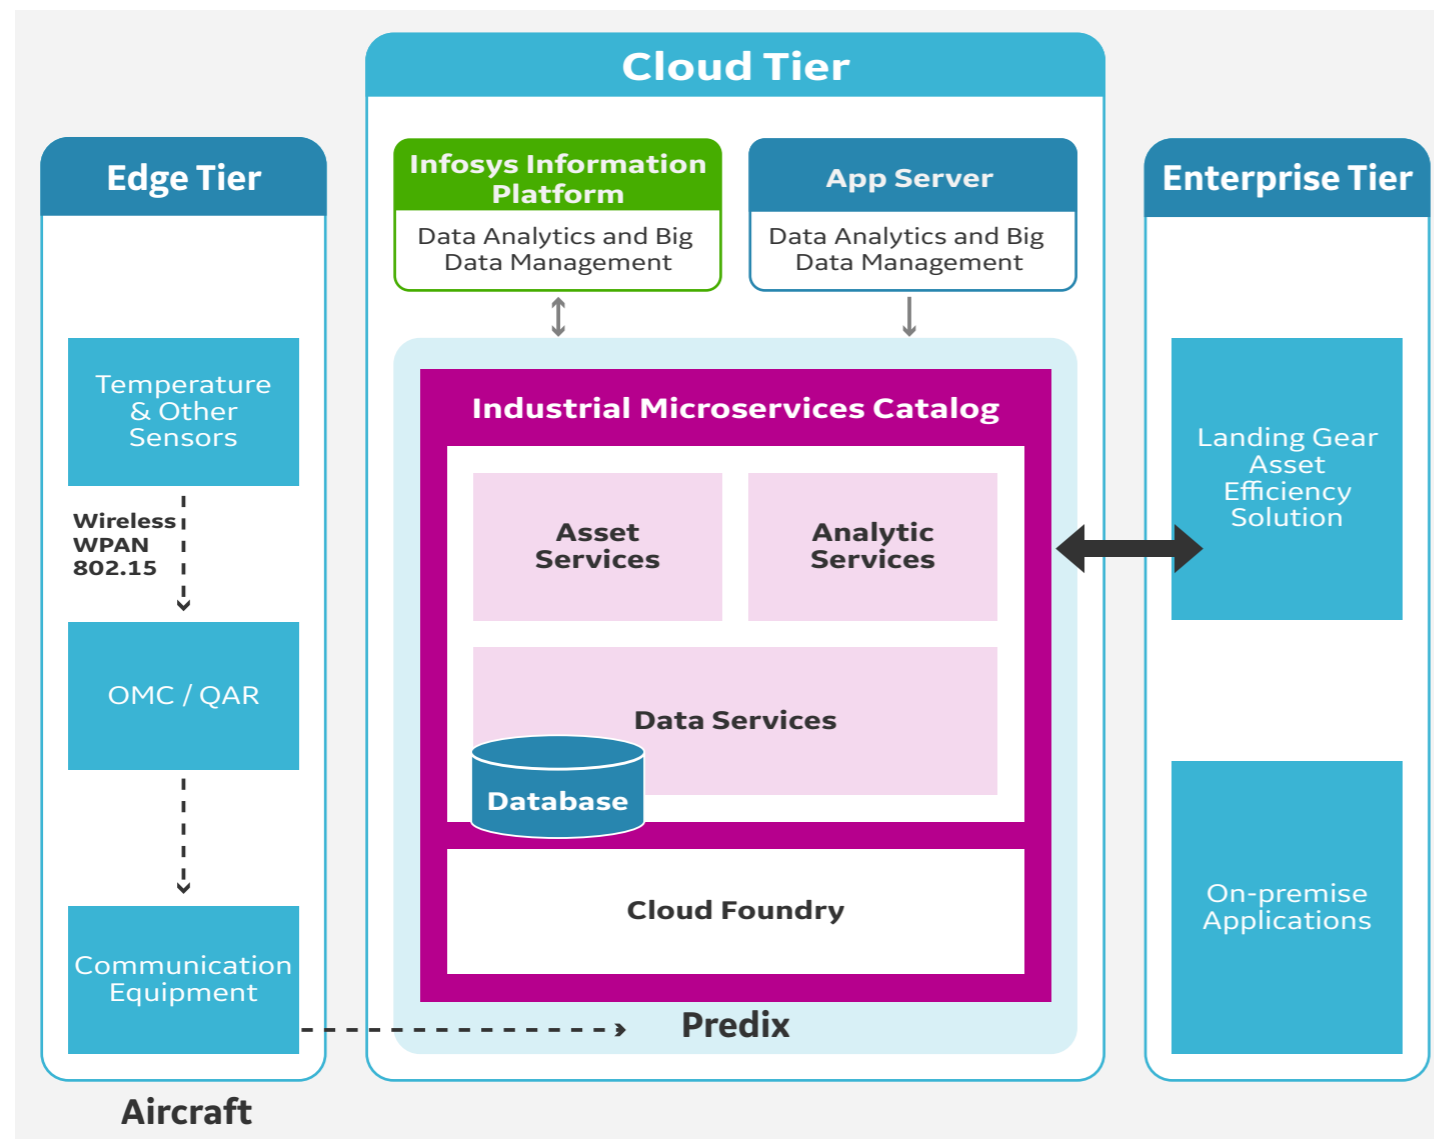 Cloud Tier
Edge Tier
Infosys Information
Platform
Data Analytics and Big
Data Management
App Server
Data Analytics and Big
Data Management
Enterprise Tier
Temperature
& Other
Sensors
Wireless
WPAN
802.15
OMC / QAR
Communication
Equipment
Aircraft
Industrial Microservices Catalog
Asset
Services
Analytic
Services
Data Services
Database
Cloud Foundry
Predix
Landing Gear
Asset
Efficiency
Solution
On-premise
Applications